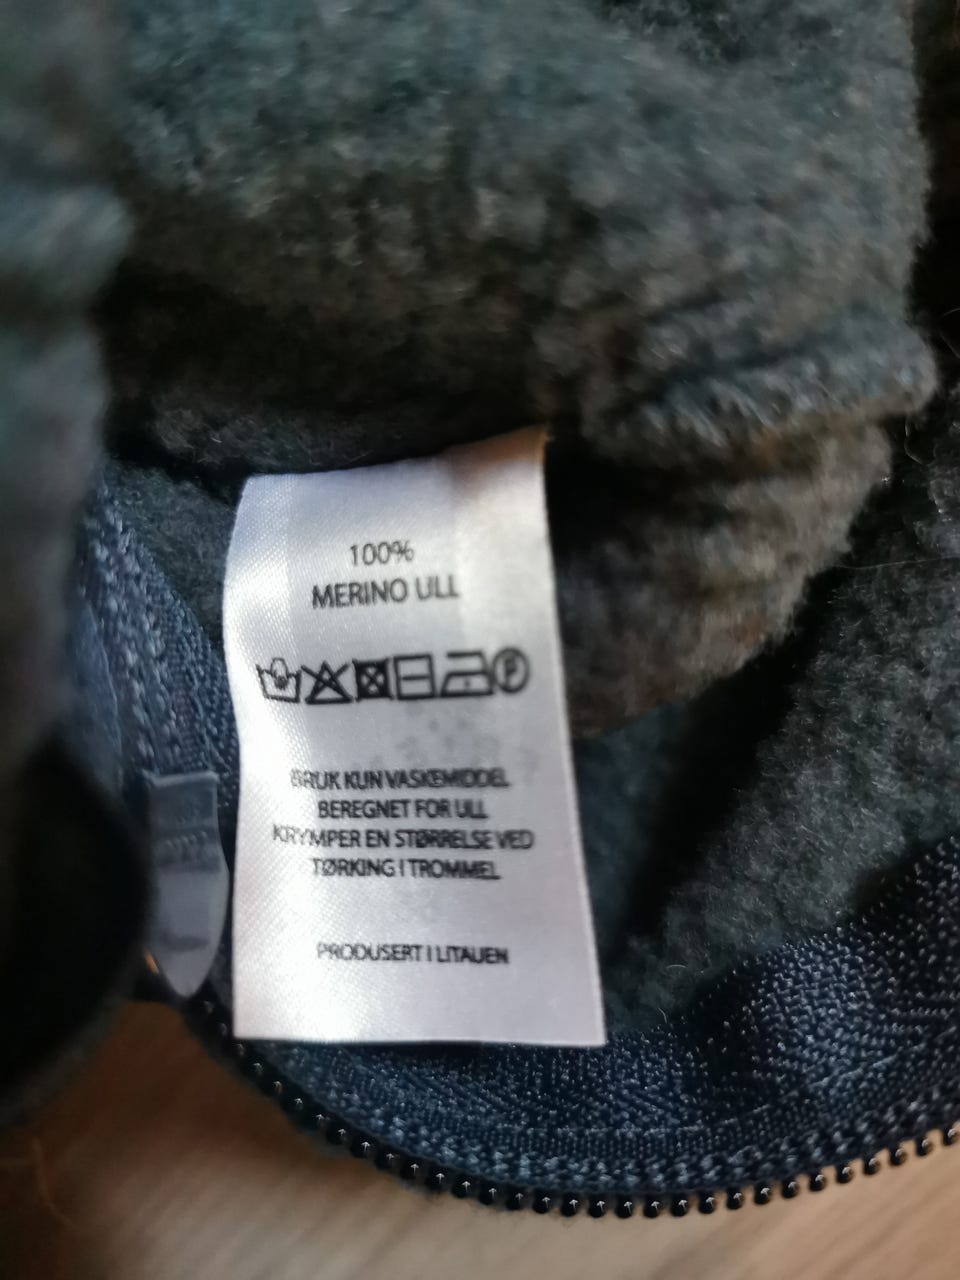 100%
MERINO ULL
BRUK KUN VASKEMIDDEL
BEREGNET FOR ULL
KRYMPER EN STØRRELSE VED
TØRKING I TROMMEL
PRODUSERT I LITAUEN